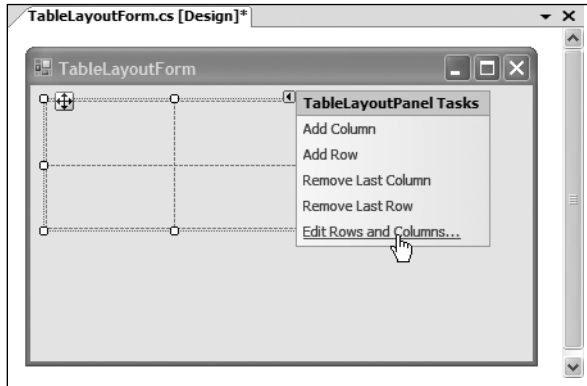 TableLayoutForm.cs [Design]*
TableLayoutForm
TableLayoutPanel Tasks
Add Column
Add Row
Remove Last Column
Remove Last Row
Edit Rows and Columns...